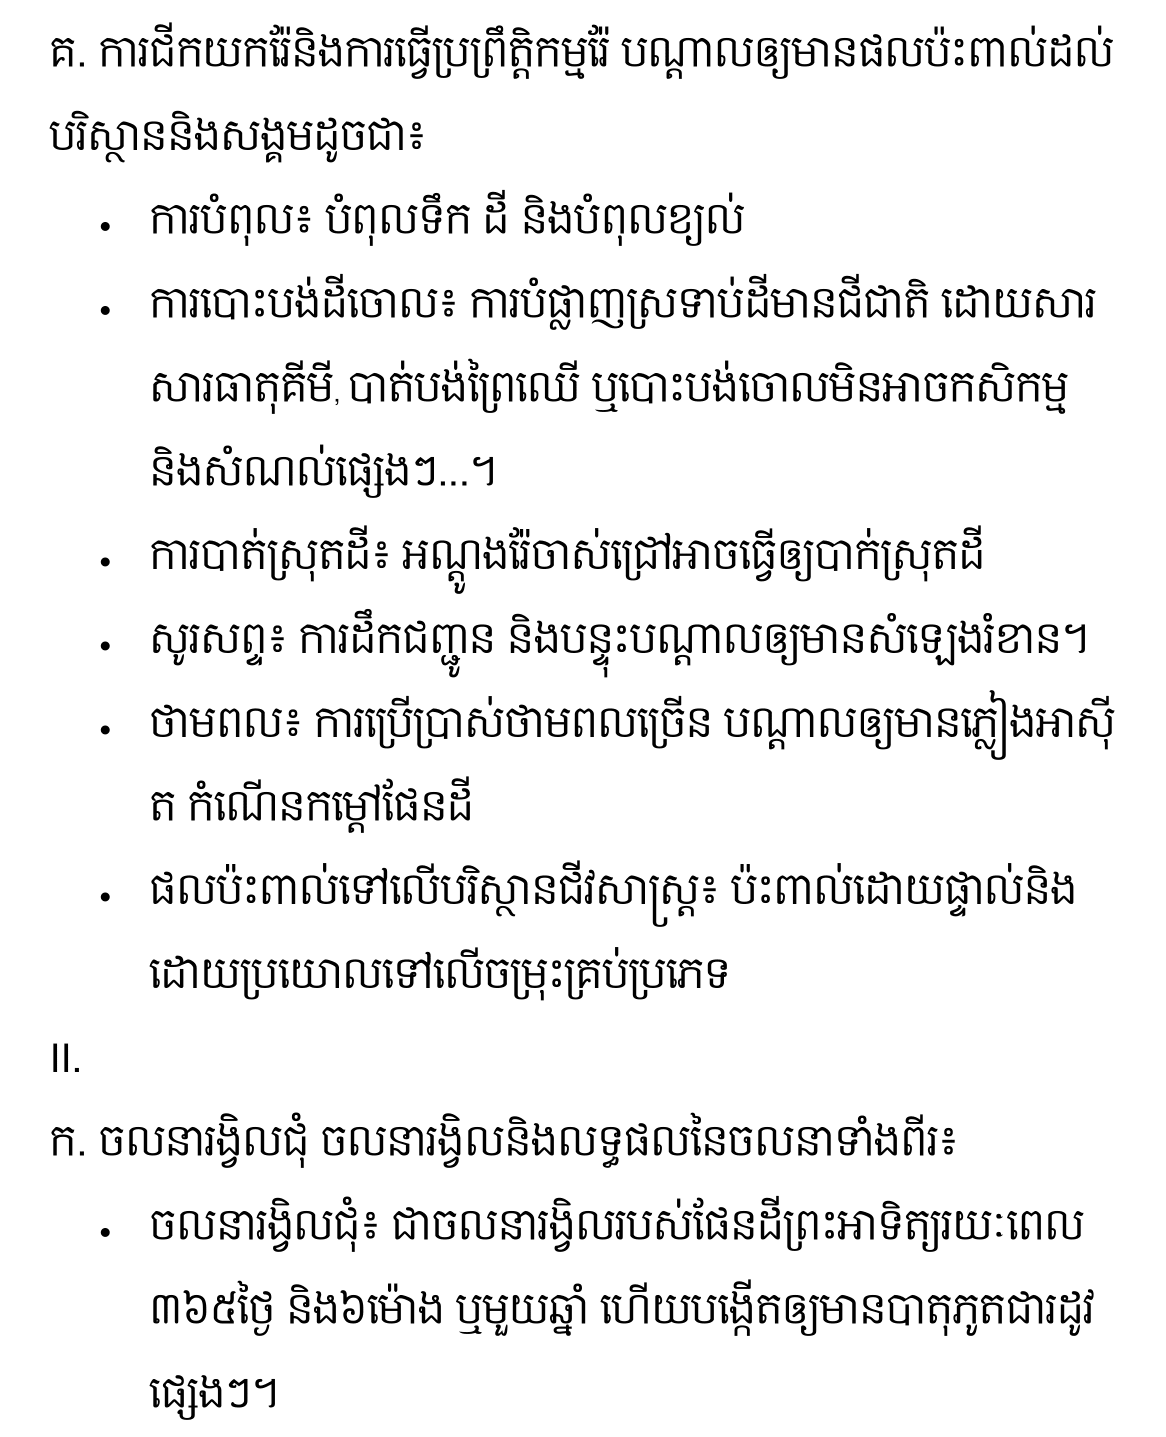 គ. ការជីកយករ៉ែនិងការធ្វើប្រព្រឹត្តិកម្មរ៉ែ បណ្តាលឲ្យមានផលប៉ះពាល់ដល់
បរិស្ថាននិងសង្គមដូចជា៖
• ការបំពុល៖ បំពុលទឹក ដី និងបំពុលខ្យល់
• ការបោះបង់ដីចោល៖ ការបំផ្លាញស្រទាប់ដីមានជីជាតិ ដោយសារ
សារធាតុគីមី, បាត់បង់ព្រៃឈើ ឬបោះបង់ចោលមិនអាចកសិកម្ម
និងសំណល់ផ្សេងៗ...។
• ការបាត់ស្រុតដី៖ អណ្តូងរ៉ែចាស់ជ្រៅអាចធ្វើឲ្យបាក់ស្រុតដី
• សូរសព្ទ៖ ការដឹកជញ្ជូន និងបន្ទុះបណ្តាលឲ្យមានសំឡេងរំខាន។
• ថាមពល៖ ការប្រើប្រាស់ថាមពលច្រើន បណ្តាលឲ្យមានភ្លៀងអាស៊ី
ត កំណើនកម្តៅផែនដី
• ផលប៉ះពាល់ទៅលើបរិស្ថានជីវសាស្ត្រ៖ ប៉ះពាល់ដោយផ្ទាល់និង
ដោយប្រយោលទៅលើចម្រុះគ្រប់ប្រភេទ
II.
ក. ចលនារង្វិលជុំ ចលនារង្វិលនិងលទ្ធផលនៃចលនាទាំងពីរ៖
• ចលនារង្វិលជុំ៖ ជាចលនារង្វិលរបស់ផែនដីព្រះអាទិត្យរយៈពេល
៣៦៥ថ្ងៃ និង៦ម៉ោង ឬមួយឆ្នាំ ហើយបង្កើតឲ្យមានបាតុភូតជារដូវ
ផ្សេងៗ។